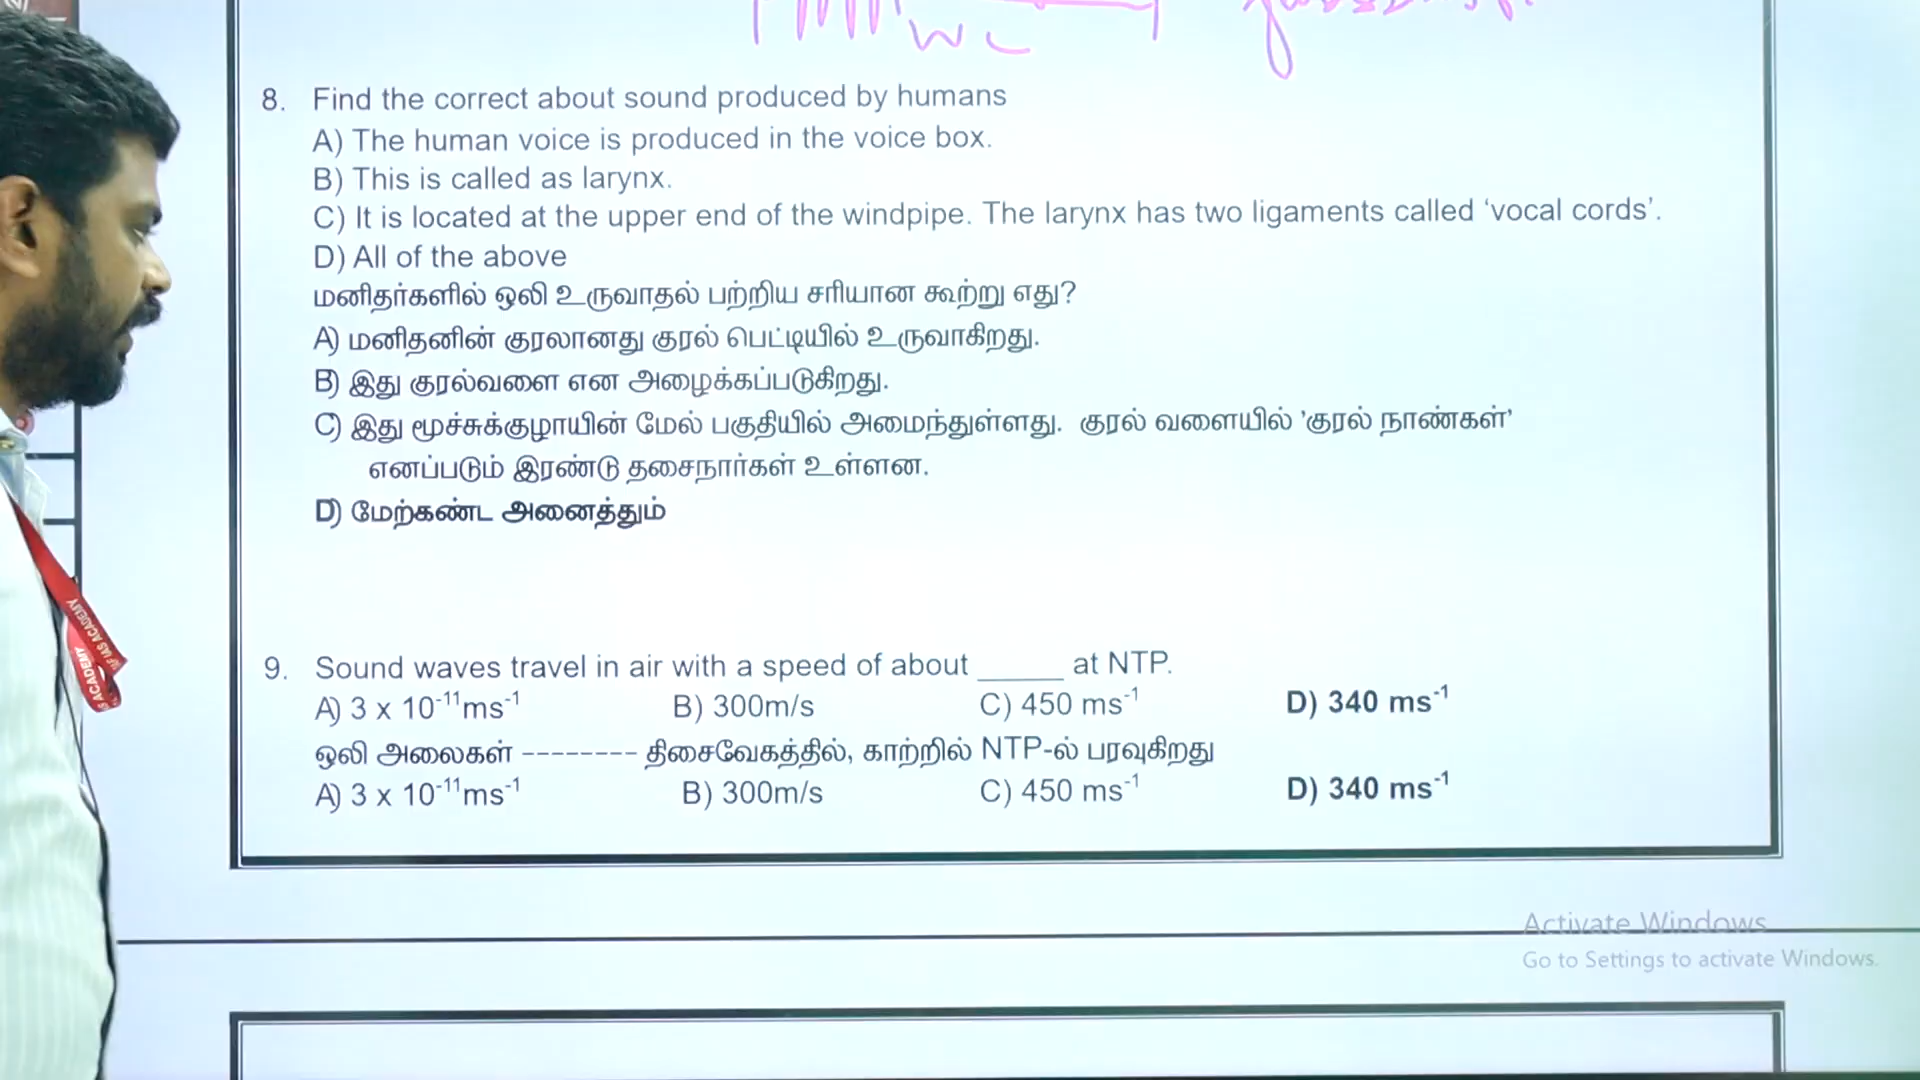 WC
8. Find the correct about sound produced by humans
A) The human voice is produced in the voice box.
B) This is called as larynx.
C) It is located at the upper end of the windpipe. The larynx has two ligaments called ‘vocal cords’.
D) All of the above
மனிதர்களில் ஒலி உருவாதல் பற்றிய சரியான கூற்று எது?
A) மனிதனின் குரலானது குரல் பெட்டியில் உருவாகிறது.
B) இது குரல்வளை என அழைக்கப்படுகிறது.
C) இது மூச்சுக்குழாயின் மேல் பகுதியில் அமைந்துள்ளது. குரல் வளையில் ’குரல் நாண்கள்’
எனப்படும் இரண்டு தசைநார்கள் உள்ளன.
D) மேற்கண்ட அனைத்தும்
9. Sound waves travel in air with a speed of about ______ at NTP.
A) 3 x 10⁻¹¹ms⁻¹ B) 300m/s C) 450 ms⁻¹ D) 340 ms⁻¹
ஒலி அலைகள் -------- திசைவேகத்தில், காற்றில் NTP-ல் பரவுகிறது
A) 3 x 10⁻¹¹ms⁻¹ B) 300m/s C) 450 ms⁻¹ D) 340 ms⁻¹
IAS ACADEMY
ACADEMY
Activate Windows
Go to Settings to activate Windows.